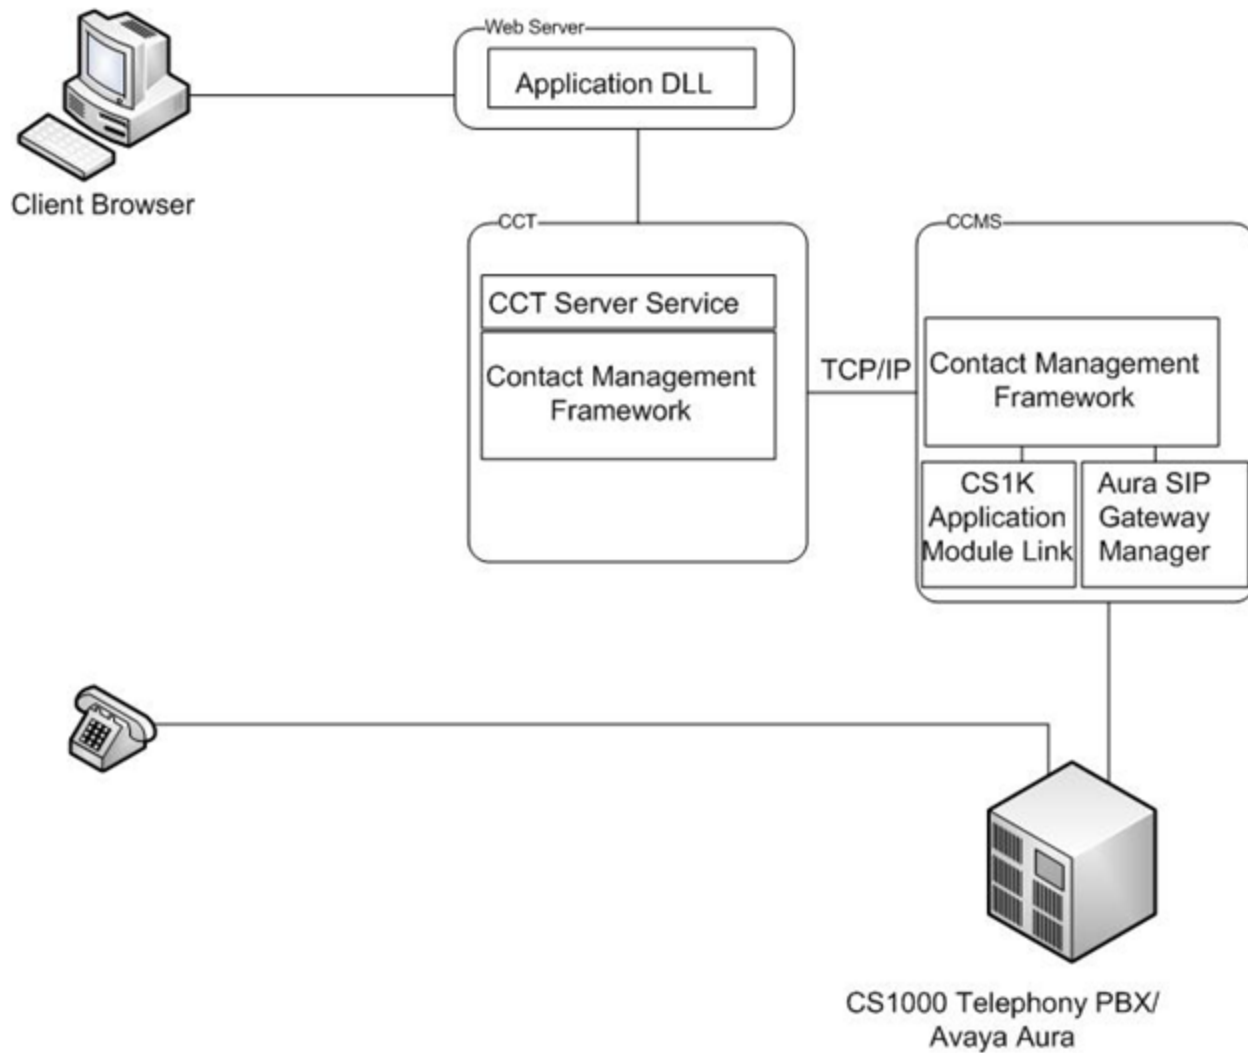 Web Server
Application DLL
Client Browser
CCT
CCT Server Service
Contact Management
Framework
TCP/IP
CCMS
Contact Management
Framework
CS1K
Application
Module Link
Aura SIP
Gateway
Manager
CS1000 Telephony PBX/
Avaya Aura